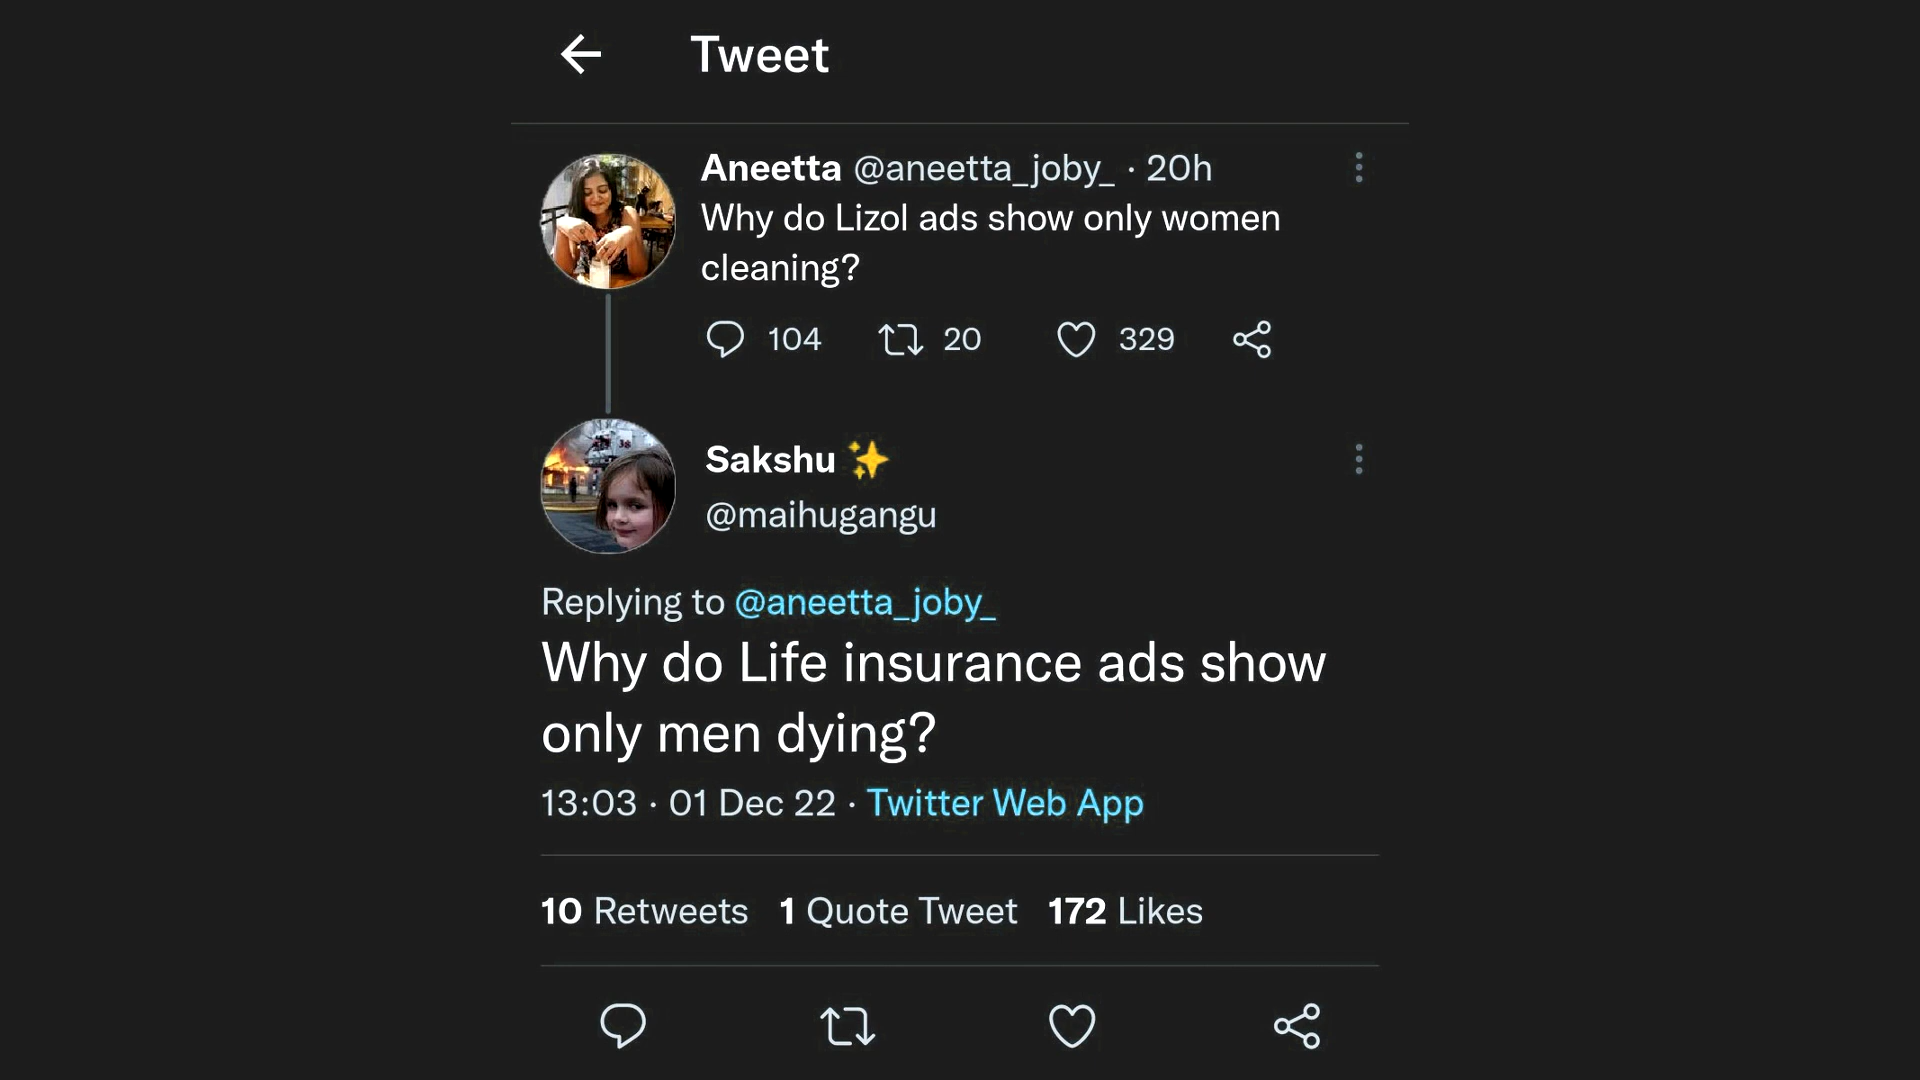 Tweet
Aneetta @aneetta_joby_ · 20h
Why do Lizol ads show only women
cleaning?
104 20 329
Sakshu ✨
@maihugangu
Replying to @aneetta_joby_
Why do Life insurance ads show
only men dying?
13:03 · 01 Dec 22 · Twitter Web App
10 Retweets 1 Quote Tweet 172 Likes